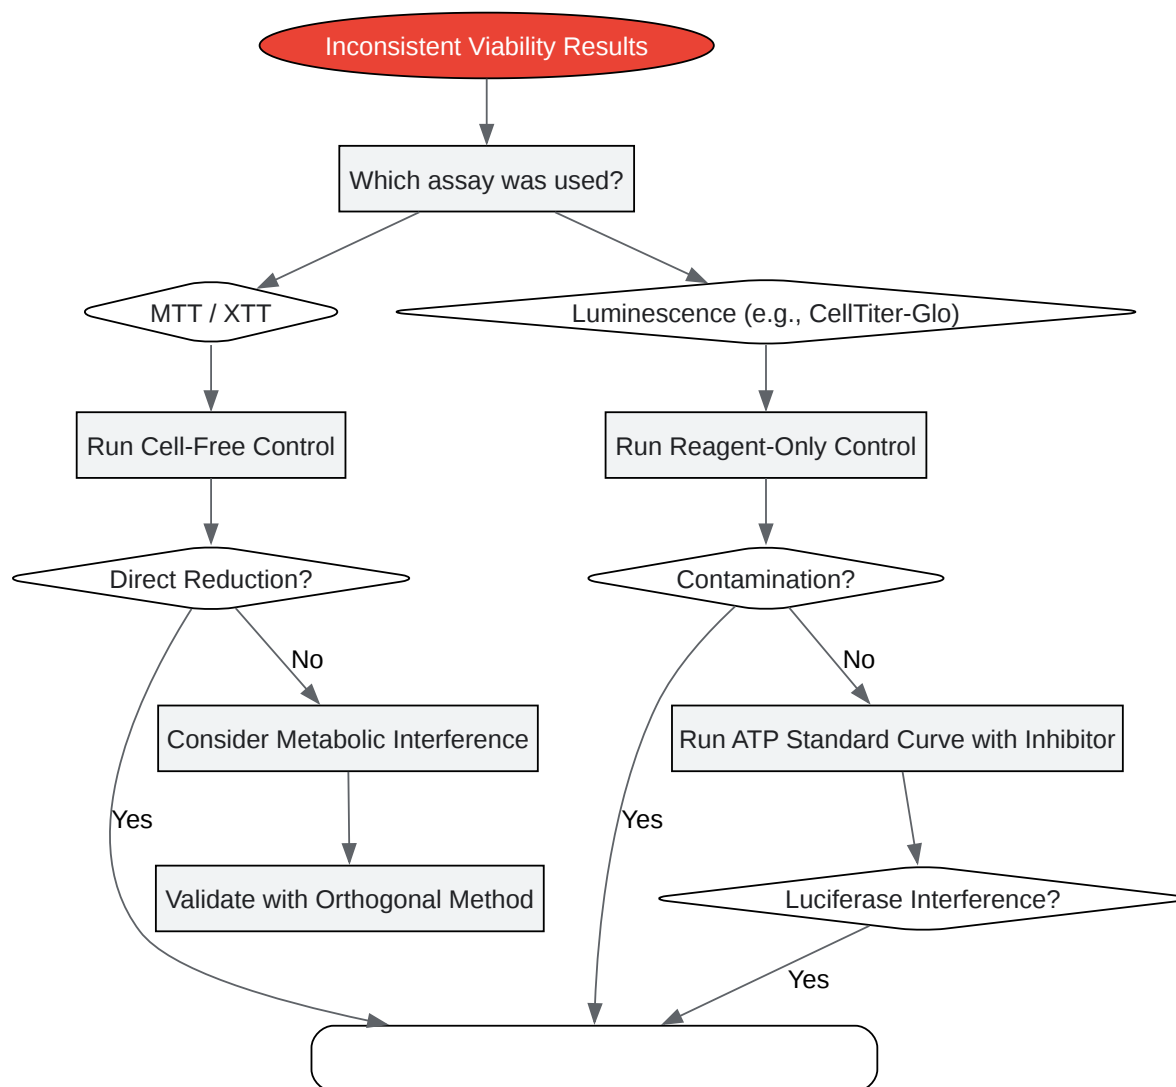 Inconsistent Viability Results
Which assay was used?
MTT / XTT
Luminescence (e.g., CellTiter-Glo)
Run Cell-Free Control
Run Reagent-Only Control
Direct Reduction?
Contamination?
No
No
Consider Metabolic Interference
Run ATP Standard Curve with Inhibitor
Yes
Yes
Validate with Orthogonal Method
Luciferase Interference?
Yes